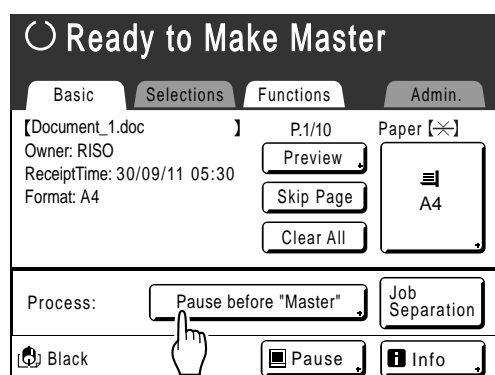 Ready to Make Master
Basic Selections Functions Admin.
【Document_1.doc 】 P.1/10 Paper【 】
Owner: RISO Preview
ReceiptTime: 30/09/11 05:30
Format: A4 Skip Page A4
Clear All
Process: Pause before "Master" Job Separation
Black Pause Info